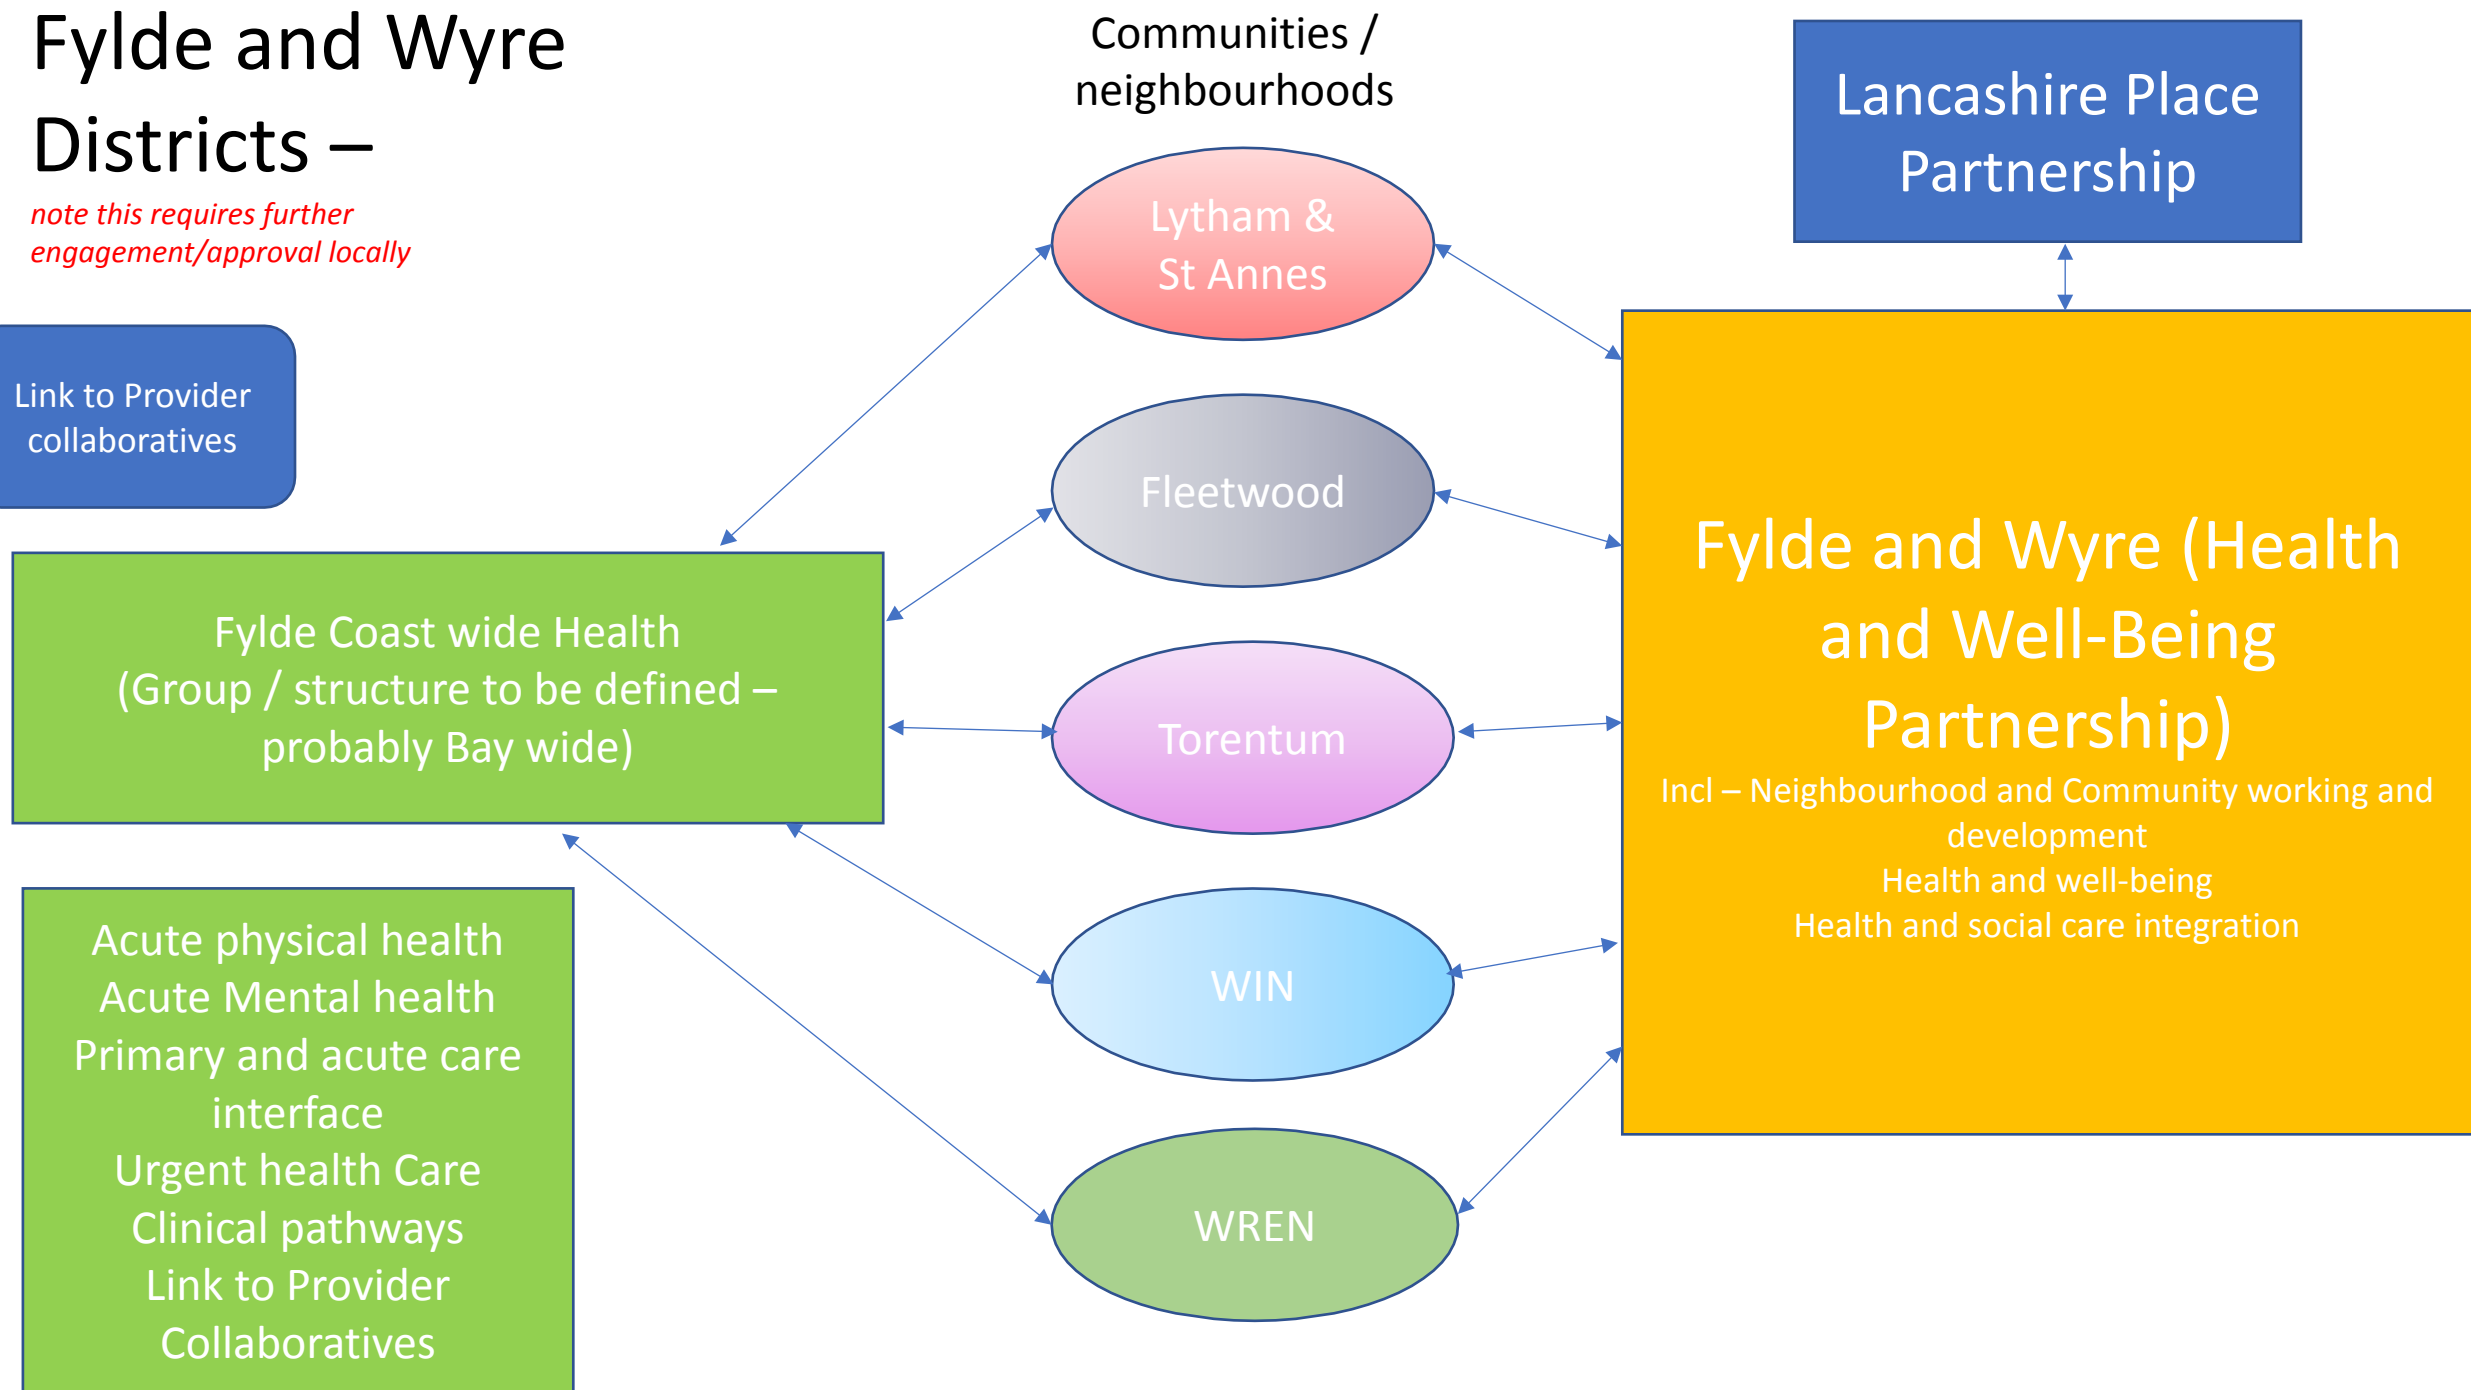 Fylde and Wyre
Districts –
note this requires further
engagement/approval locally
Communities /
neighbourhoods
Lancashire Place
Partnership
Link to Provider
collaboratives
Lytham &
St Annes
Fleetwood
Torentum
WIN
WREN
Fylde Coast wide Health
(Group / structure to be defined –
probably Bay wide)
Acute physical health
Acute Mental health
Primary and acute care
interface
Urgent health Care
Clinical pathways
Link to Provider
Collaboratives
Fylde and Wyre (Health
and Well-Being
Partnership)
Incl – Neighbourhood and Community working and
development
Health and well-being
Health and social care integration